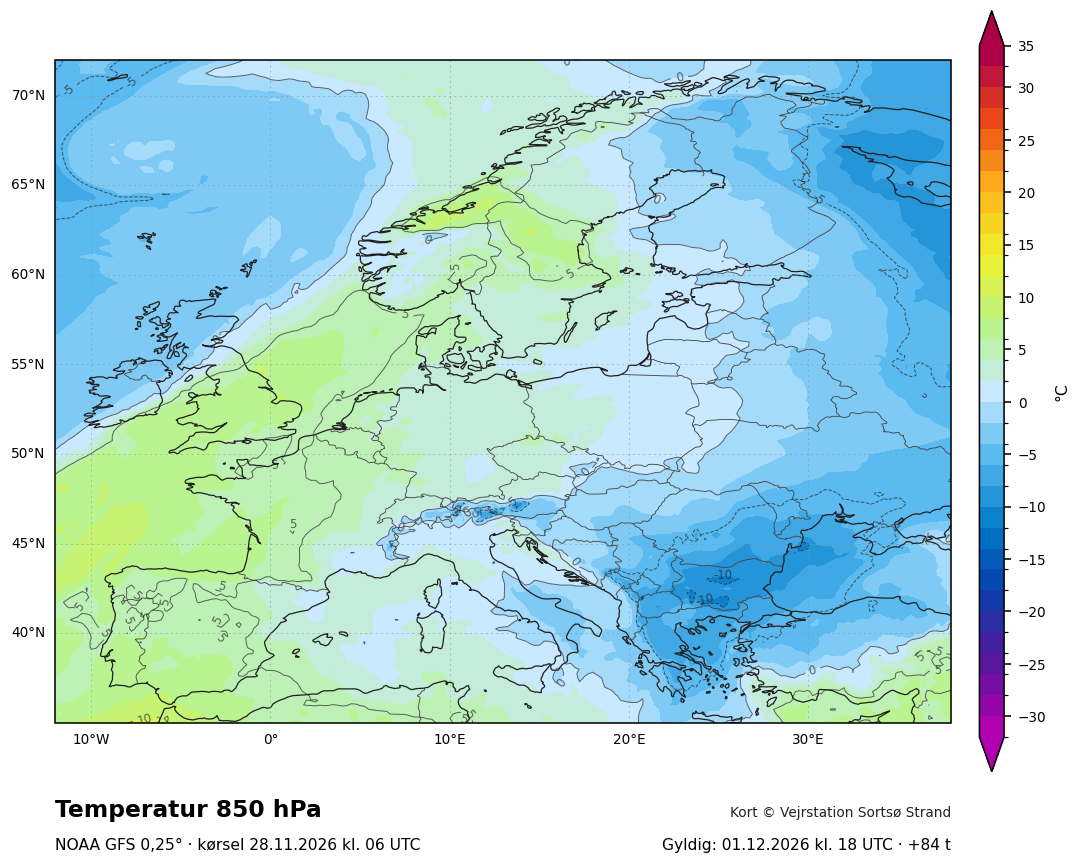 70°N
65°N
60°N
55°N
50°N
45°N
40°N
10°W 0° 10°E 20°E 30°E
35
30
25
20
15
10
5
0
−5
−10
−15
−20
−25
−30
°C
Temperatur 850 hPa
Kort © Vejrstation Sortsø Strand
NOAA GFS 0,25° · kørsel 28.11.2026 kl. 06 UTC
Gyldig: 01.12.2026 kl. 18 UTC · +84 t